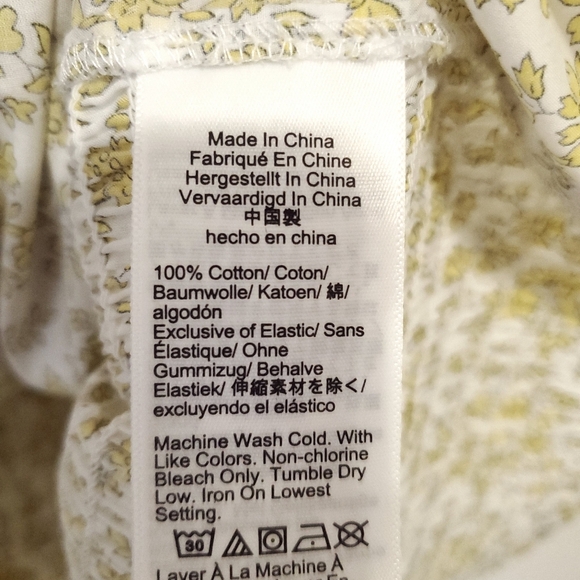 Made In China
Fabriqué En Chine
Hergestellt In China
Vervaardigd In China
中国製
hecho en china
100% Cotton/ Coton/
Baumwolle/ Katoen/ 綿/
algodón
Exclusive of Elastic/ Sans
Élastique/ Ohne
Gummizug/ Behalve
Elastiek/ 伸縮素材を除く/
excluyendo el elástico
Machine Wash Cold. With
Like Colors. Non-chlorine
Bleach Only. Tumble Dry
Low. Iron On Lowest
Setting.
30
Laver À La Machine À